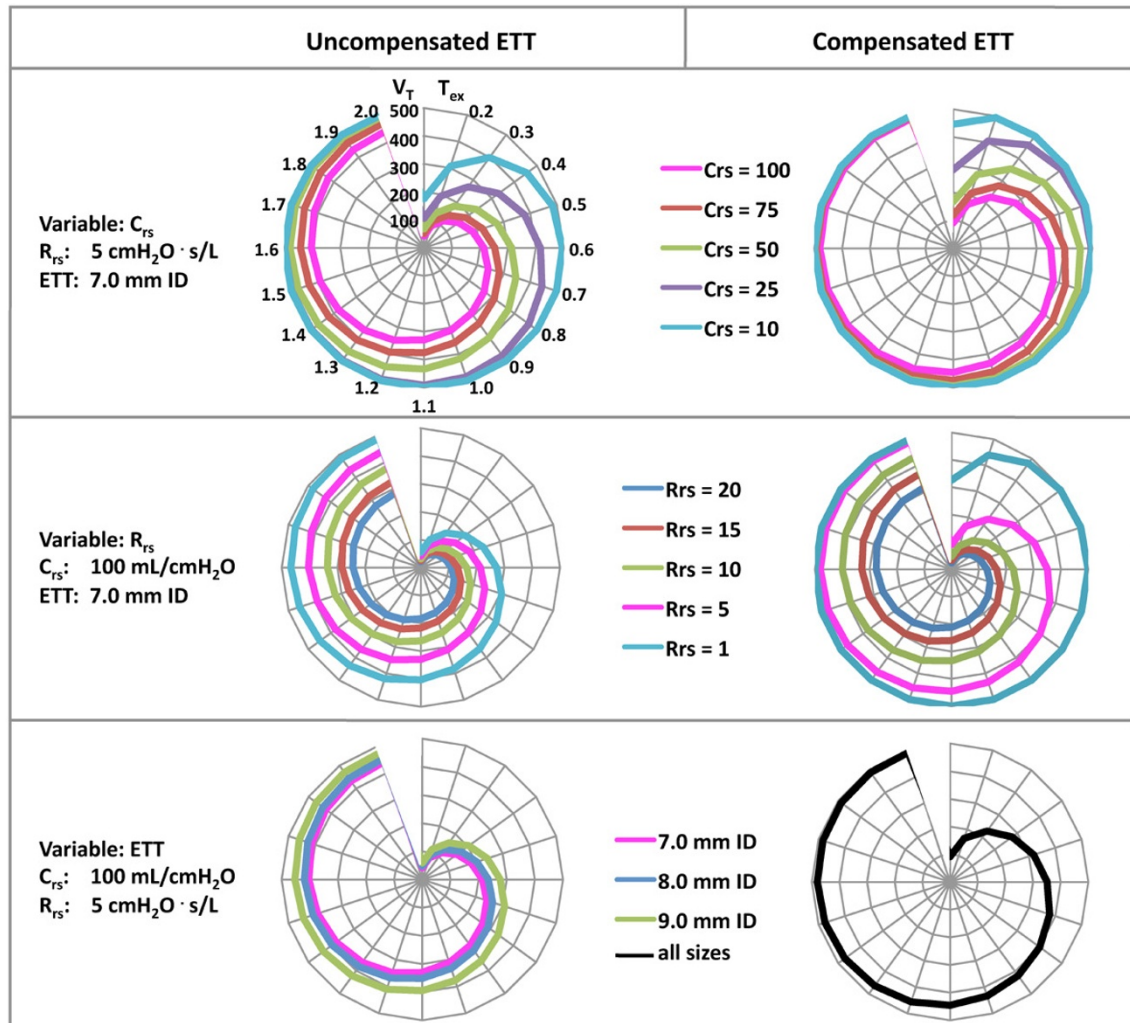 Uncompensated ETT
Compensated ETT
Variable: Crs
Rrs: 5 cmH2O · s/L
ETT: 7.0 mm ID
VT Tex
500
400
300
200
100
0.2
0.3
0.4
0.5
0.6
0.7
0.8
0.9
1.0
1.1
1.2
1.3
1.4
1.5
1.6
1.7
1.8
1.9
2.0
Crs = 100
Crs = 75
Crs = 50
Crs = 25
Crs = 10
Variable: Rrs
Crs: 100 mL/cmH2O
ETT: 7.0 mm ID
Rrs = 20
Rrs = 15
Rrs = 10
Rrs = 5
Rrs = 1
Variable: ETT
Crs: 100 mL/cmH2O
Rrs: 5 cmH2O · s/L
7.0 mm ID
8.0 mm ID
9.0 mm ID
all sizes